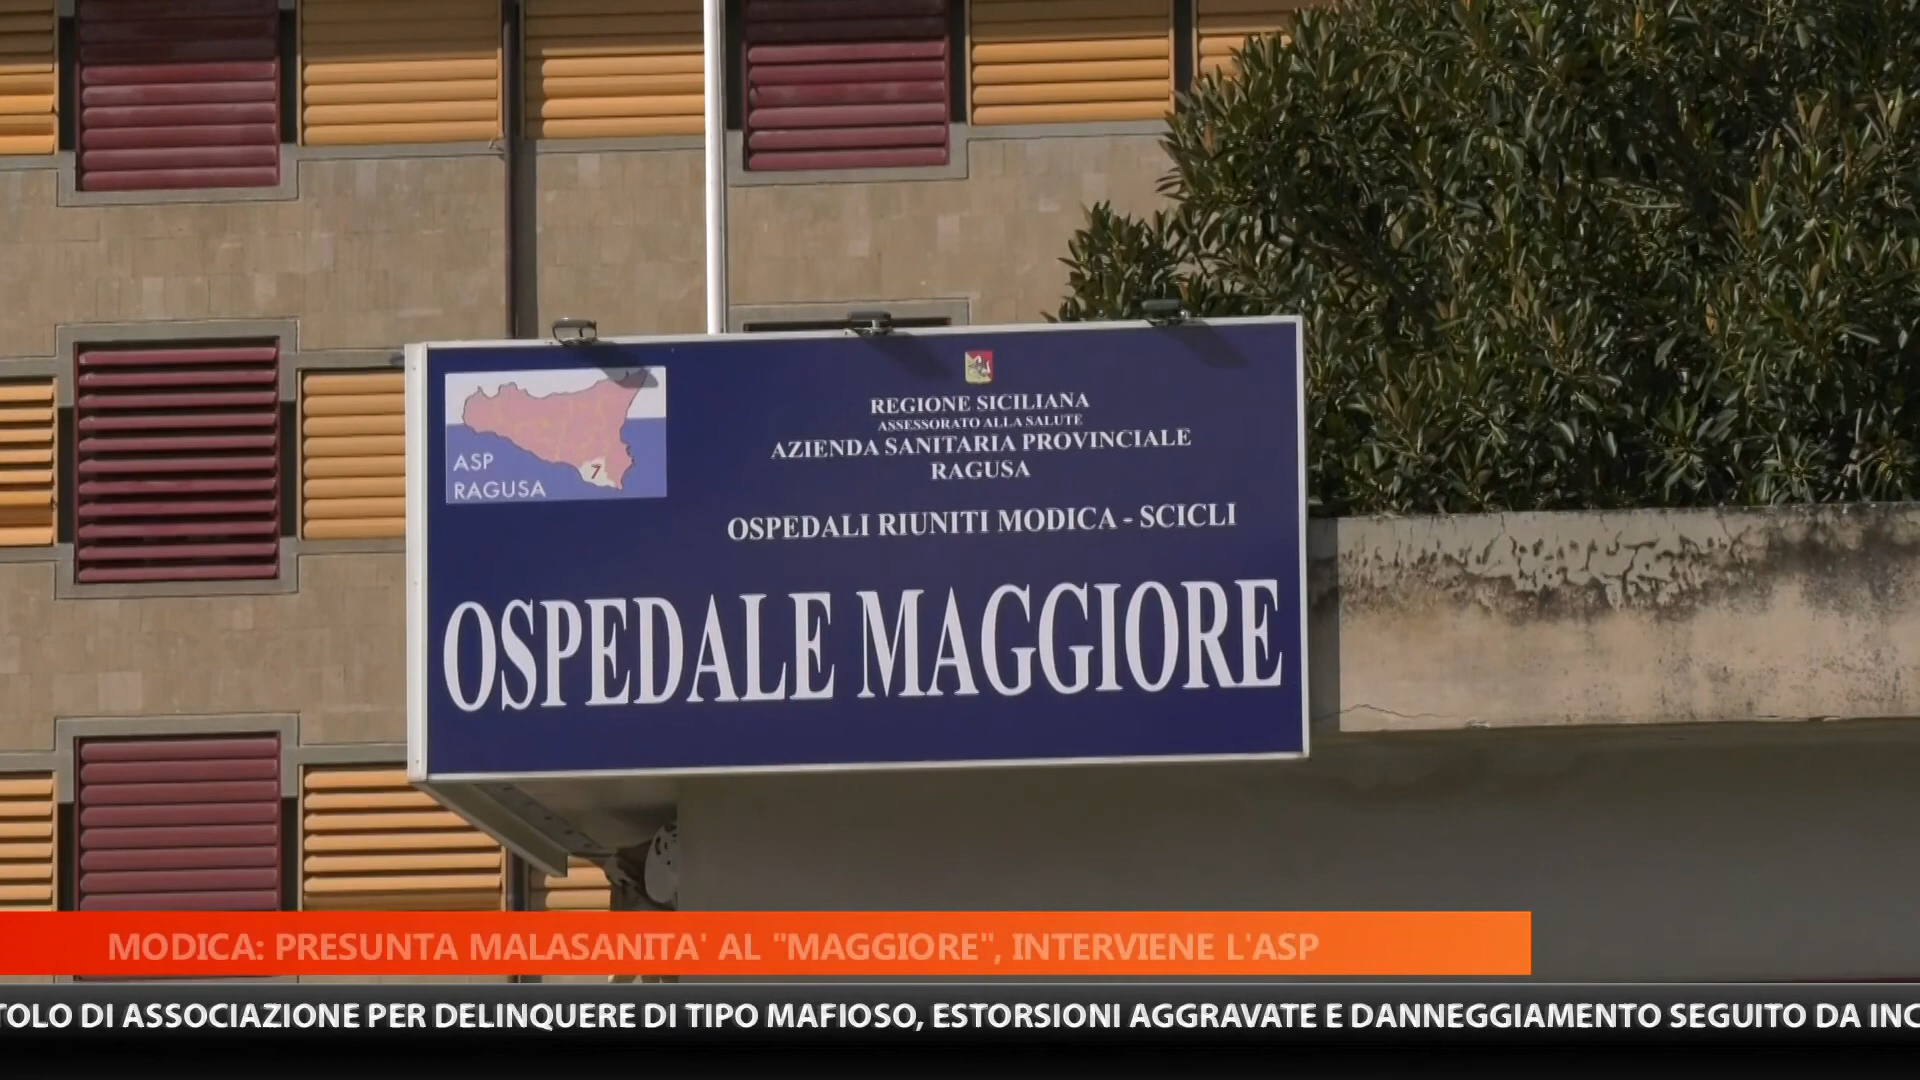 ASP
RAGUSA
7
REGIONE SICILIANA
ASSESSORATO ALLA SALUTE
AZIENDA SANITARIA PROVINCIALE
RAGUSA
OSPEDALI RIUNITI MODICA - SCICLI
OSPEDALE MAGGIORE
MODICA: PRESUNTA MALASANITA' AL "MAGGIORE", INTERVIENE L'ASP
TOLO DI ASSOCIAZIONE PER DELINQUERE DI TIPO MAFIOSO, ESTORSIONI AGGRAVATE E DANNEGGIAMENTO SEGUITO DA INC